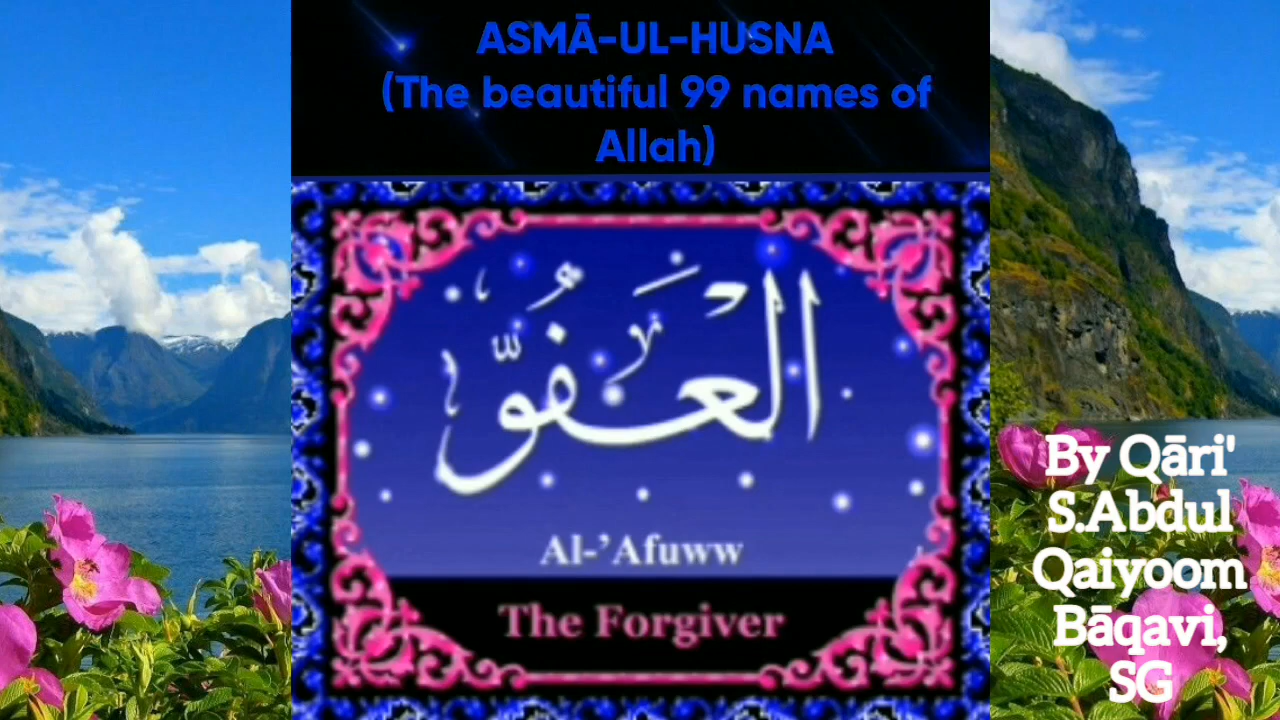 ASMĀ-UL-HUSNA
(The beautiful 99 names of
Allah)
الْعَفُوُّ
Al-’Afuww
The Forgiver
By Qāri'
S.Abdul
Qaiyoom
Bāqavi,
SG